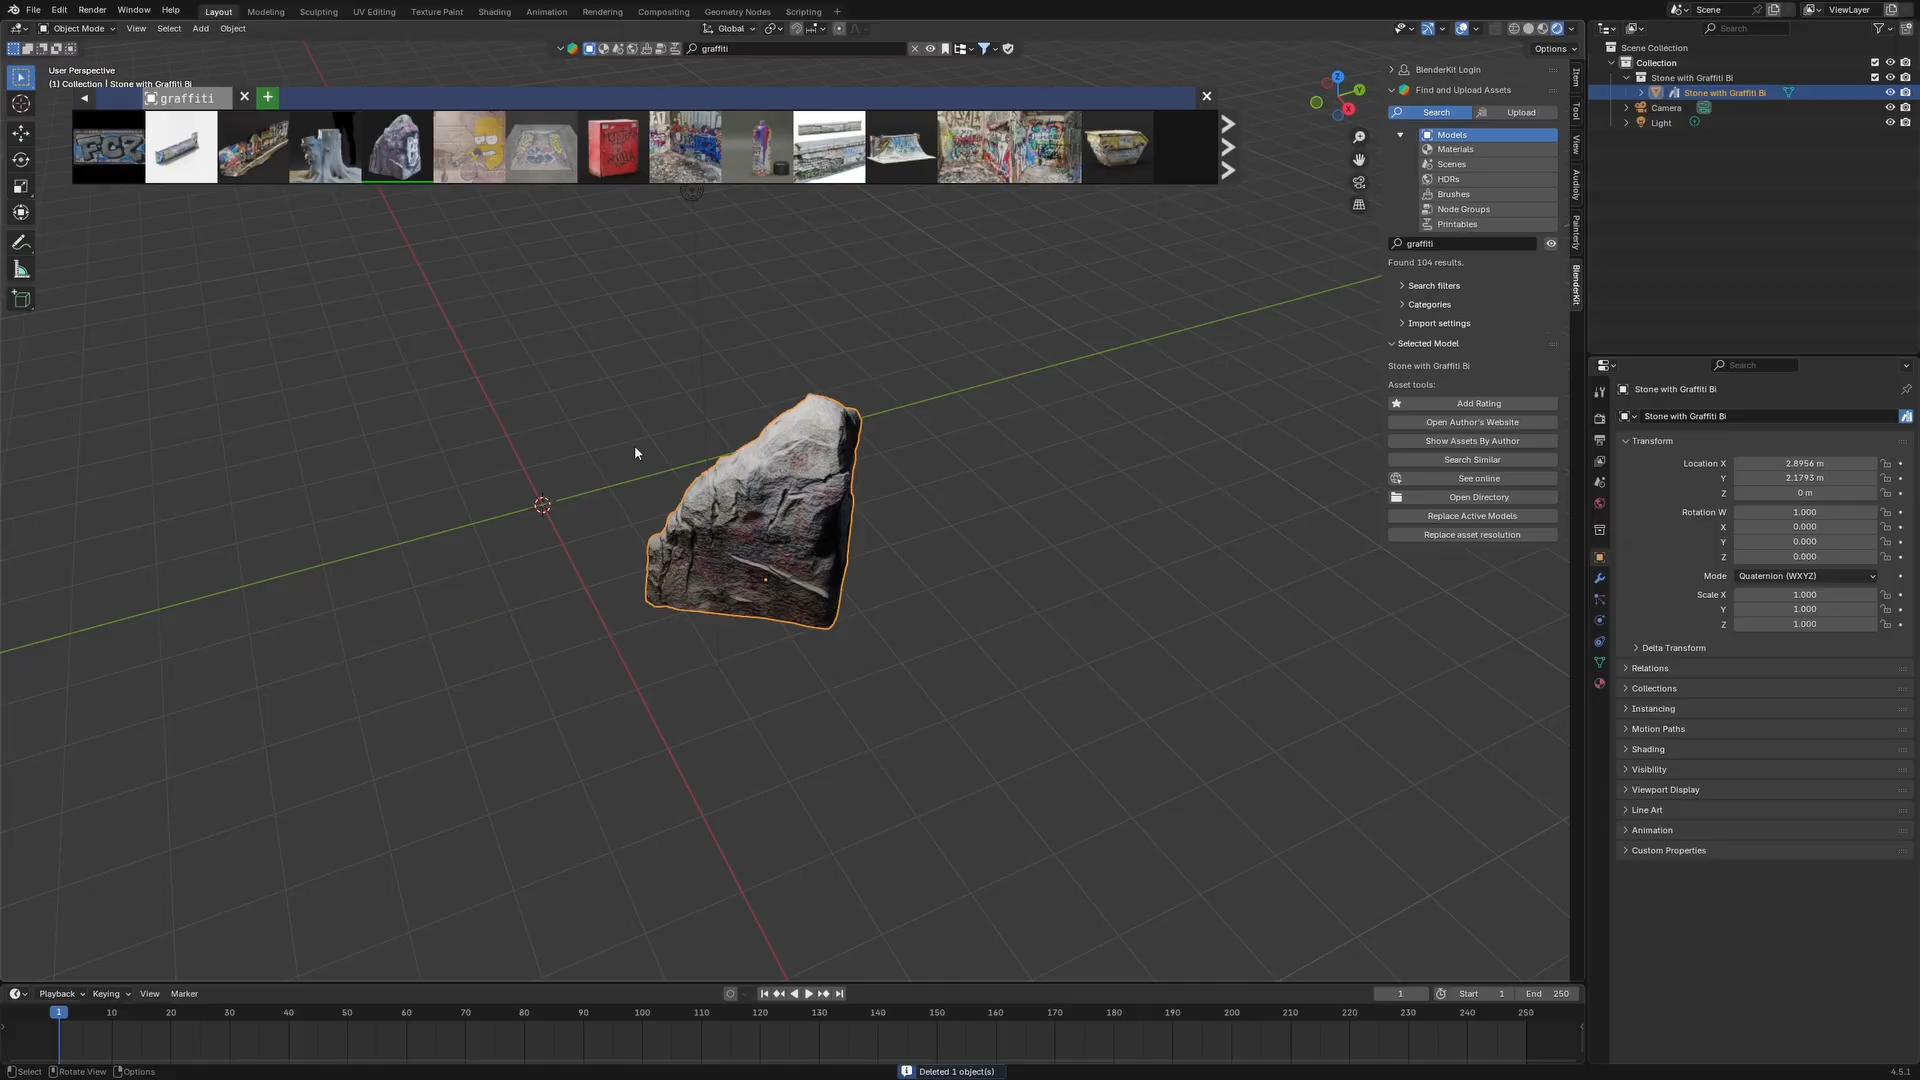 File Edit Render Window Help Layout Modeling Sculpting UV Editing Texture Paint Shading Animation Rendering Compositing Geometry Nodes Scripting + Scene ViewLayer
Object Mode View Select Add Object Global Search
graffiti Options
User Perspective
(1) Collection | Stone with Graffiti Bi
graffiti
FCZ
Item
Tool
View
Audioly
Painterly
BlenderKit
BlenderKit Login
Find and Upload Assets
Search Upload
Models
Materials
Scenes
HDRs
Brushes
Node Groups
Printables
graffiti
Found 104 results.
Search filters
Categories
Import settings
Selected Model
Stone with Graffiti Bi
Asset tools:
Add Rating
Open Author's Website
Show Assets By Author
Search Similar
See online
Open Directory
Replace Active Models
Replace asset resolution
Scene Collection
Collection
Stone with Graffiti Bi
Stone with Graffiti Bi
Camera
Light
Search
Stone with Graffiti Bi
Stone with Graffiti Bi
Transform
Location X 2.8956 m
Y 2.1793 m
Z 0 m
Rotation W 1.000
X 0.000
Y 0.000
Z 0.000
Mode Quaternion (WXYZ)
Scale X 1.000
Y 1.000
Z 1.000
Delta Transform
Relations
Collections
Instancing
Motion Paths
Shading
Visibility
Viewport Display
Line Art
Animation
Custom Properties
Playback Keying View Marker 1 Start 1 End 250
1 10 20 30 40 50 60 70 80 90 100 110 120 130 140 150 160 170 180 190 200 210 220 230 240 250
Select Rotate View Options Deleted 1 object(s) 4.5.1